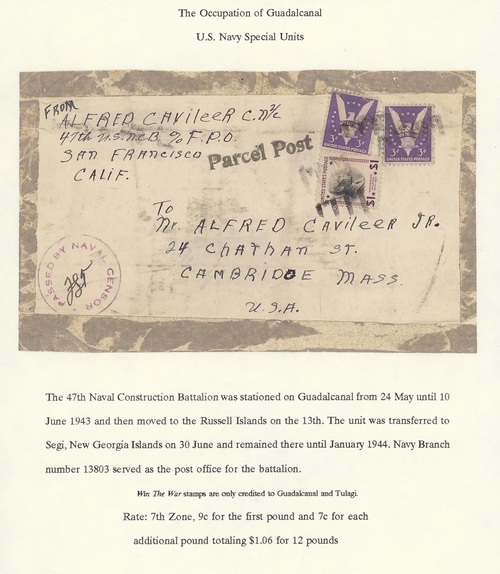 The Occupation of Guadalcanal
U.S. Navy Special Units
FROM
ALFRED CAVILEER C.M 2/c
47th U.S.N.C.B. % F.P.O.
SAN FRANCISCO
CALIF.
Parcel Post
3¢ 3¢
UNITED STATES POSTAGE
3¢ 3¢
UNITED STATES POSTAGE
UNITED STATES POSTAGE
$1 $1
To
Mr. ALFRED CAVILEER JR.
24 CHATHAN ST.
CAMBRIDGE MASS.
U.S.A.
PASSED BY NAVAL CENSOR
The 47th Naval Construction Battalion was stationed on Guadalcanal from 24 May until 10
June 1943 and then moved to the Russell Islands on the 13th. The unit was transferred to
Segi, New Georgia Islands on 30 June and remained there until January 1944. Navy Branch
number 13803 served as the post office for the battalion.
Win The War stamps are only credited to Guadalcanal and Tulagi.
Rate: 7th Zone, 9c for the first pound and 7c for each
additional pound totaling $1.06 for 12 pounds